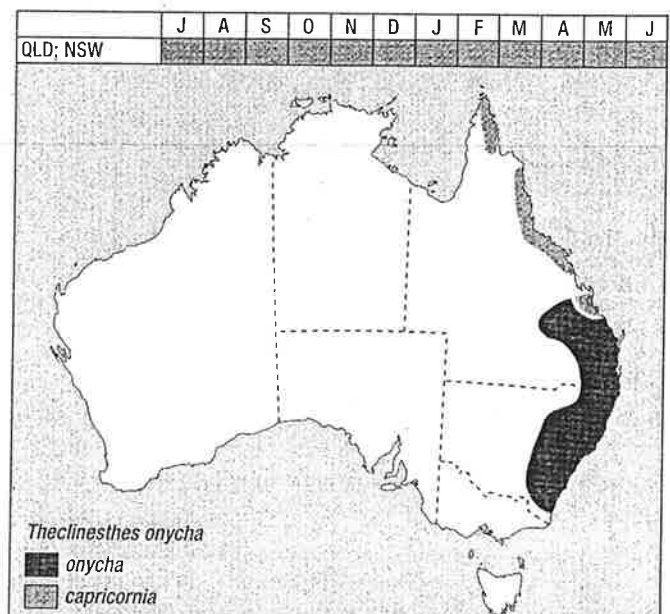 J A S O N D J F M A M J
QLD; NSW
Theclinesthes onycha
onycha
capricornia